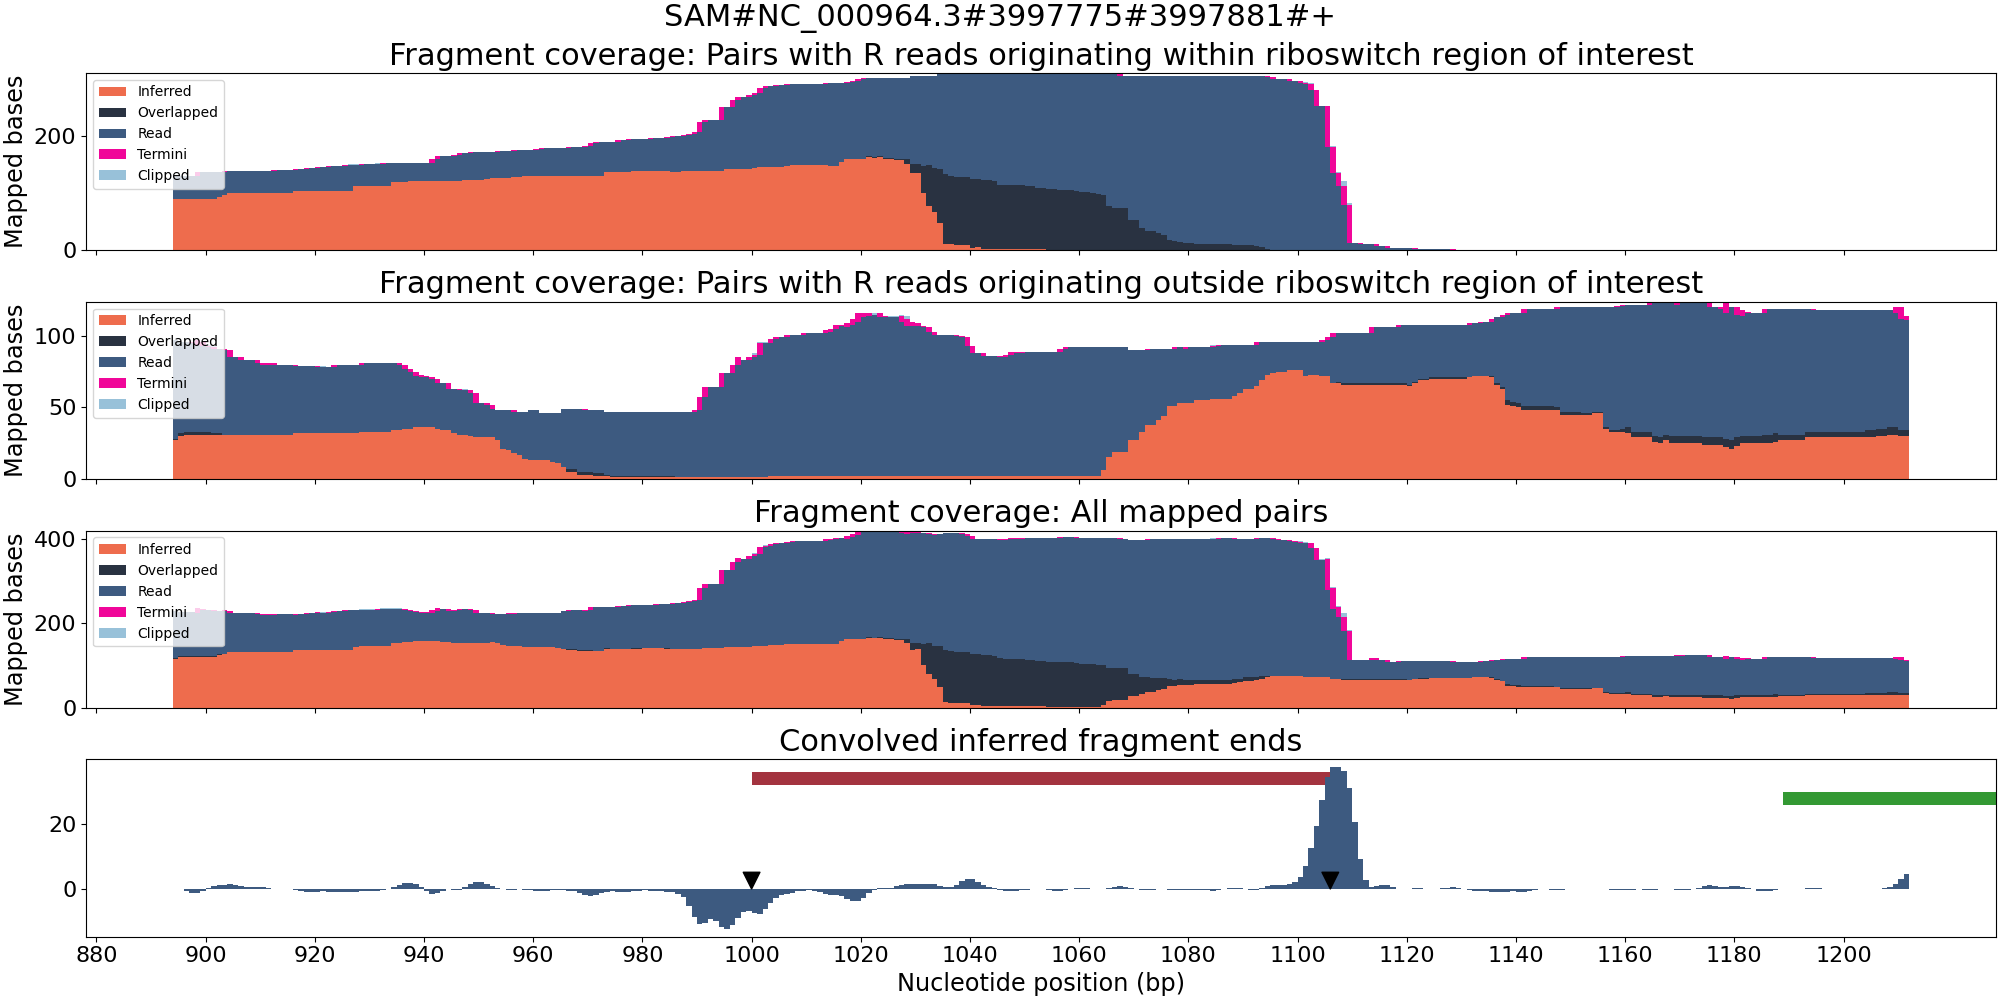 SAM#NC_000964.3#3997775#3997881#+
Fragment coverage: Pairs with R reads originating within riboswitch region of interest
Mapped bases
200
0
Inferred
Overlapped
Read
Termini
Clipped
Fragment coverage: Pairs with R reads originating outside riboswitch region of interest
Mapped bases
100
50
0
Inferred
Overlapped
Read
Termini
Clipped
Fragment coverage: All mapped pairs
Mapped bases
400
200
0
Inferred
Overlapped
Read
Termini
Clipped
Convolved inferred fragment ends
20
0
880 900 920 940 960 980 1000 1020 1040 1060 1080 1100 1120 1140 1160 1180 1200
Nucleotide position (bp)